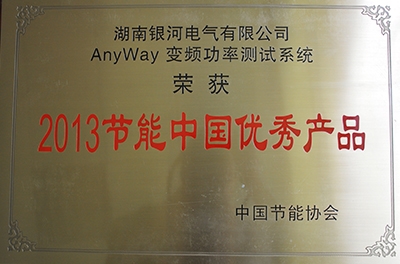 湖南银河电气有限公司
AnyWay 变频功率测试系统
荣获
2013节能中国优秀产品
中国节能协会